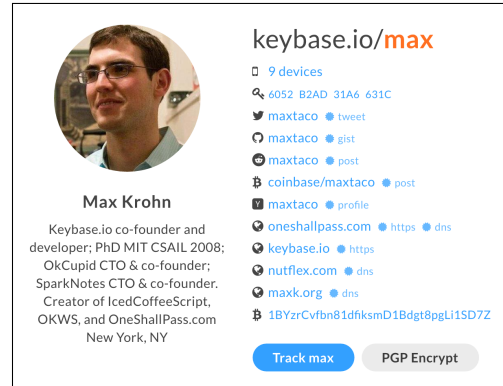 keybase.io/max
9 devices
6052 B2AD 31A6 631C
maxtaco tweet
maxtaco gist
maxtaco post
coinbase/maxtaco post
maxtaco profile
oneshallpass.com https dns
keybase.io https
nutflex.com dns
maxk.org dns
1BYzrCvfbn81dfiksmD1Bdgt8pgLi1SD7Z
Track max PGP Encrypt
Max Krohn
Keybase.io co-founder and
developer; PhD MIT CSAIL 2008;
OkCupid CTO & co-founder;
SparkNotes CTO & co-founder.
Creator of IcedCoffeeScript,
OKWS, and OneShallPass.com
New York, NY